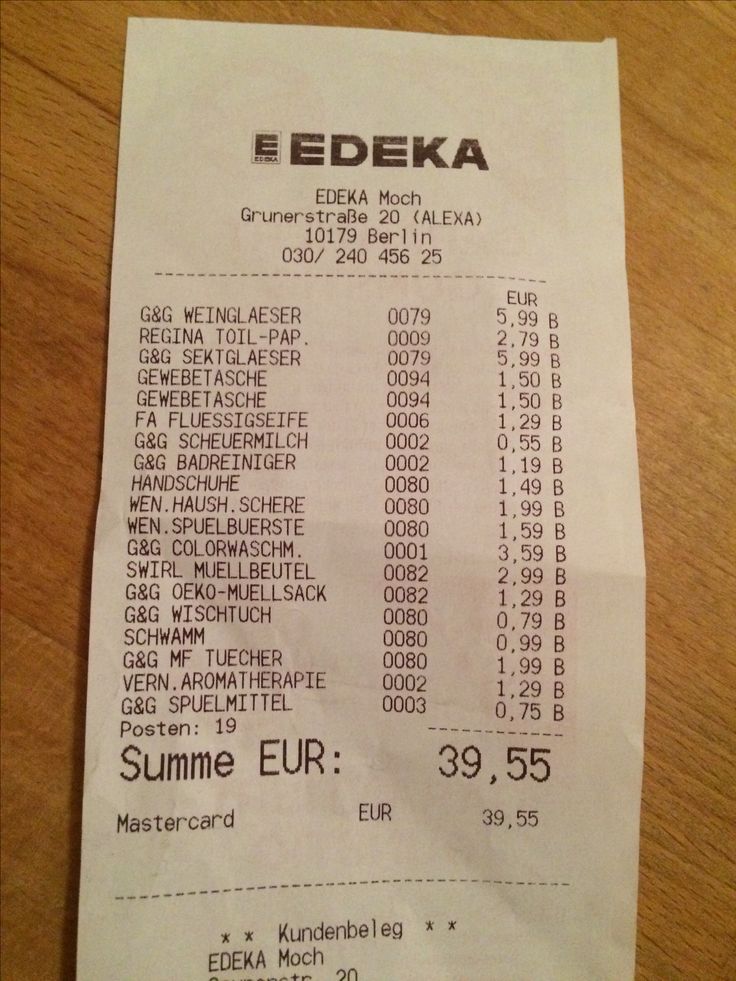 E EDEKA EDEKA
EDEKA Moch
Grunerstraße 20 (ALEXA)
10179 Berlin
030/ 240 456 25
EUR
G&G WEINGLAESER 0079 5,99 B
REGINA TOIL-PAP. 0009 2,79 B
G&G SEKTGLAESER 0079 5,99 B
GEWEBETASCHE 0094 1,50 B
GEWEBETASCHE 0094 1,50 B
FA FLUESSIGSEIFE 0006 1,29 B
G&G SCHEUERMILCH 0002 0,55 B
G&G BADREINIGER 0002 1,19 B
HANDSCHUHE 0080 1,49 B
WEN.HAUSH.SCHERE 0080 1,99 B
WEN.SPUELBUERSTE 0080 1,59 B
G&G COLORWASCHM. 0001 3,59 B
SWIRL MUELLBEUTEL 0082 2,99 B
G&G OEKO-MUELLSACK 0082 1,29 B
G&G WISCHTUCH 0080 0,79 B
SCHWAMM 0080 0,99 B
G&G MF TUECHER 0080 1,99 B
VERN.AROMATHERAPIE 0002 1,29 B
G&G SPUELMITTEL 0003 0,75 B
Posten: 19
Summe EUR: 39,55
Mastercard EUR 39,55
* * Kundenbeleg * *
EDEKA Moch
Grunerstr. 20